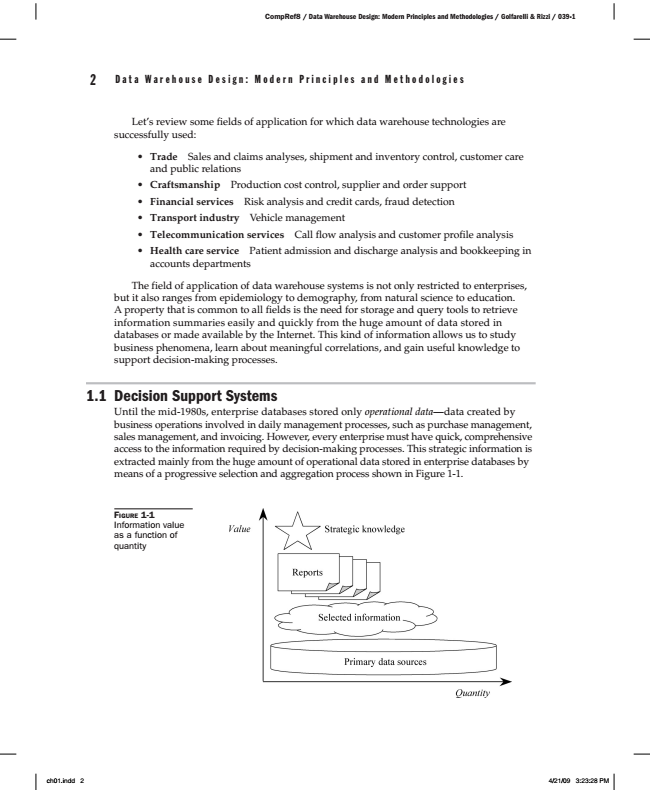 CompRef8 / Data Warehouse Design: Modern Principles and Methodologies / Golfarelli & Rizzi / 039-1
2 Data Warehouse Design: Modern Principles and Methodologies
Let's review some fields of application for which data warehouse technologies are
successfully used:
• Trade Sales and claims analyses, shipment and inventory control, customer care
and public relations
• Craftsmanship Production cost control, supplier and order support
• Financial services Risk analysis and credit cards, fraud detection
• Transport industry Vehicle management
• Telecommunication services Call flow analysis and customer profile analysis
• Health care service Patient admission and discharge analysis and bookkeeping in
accounts departments
The field of application of data warehouse systems is not only restricted to enterprises,
but it also ranges from epidemiology to demography, from natural science to education.
A property that is common to all fields is the need for storage and query tools to retrieve
information summaries easily and quickly from the huge amount of data stored in
databases or made available by the Internet. This kind of information allows us to study
business phenomena, learn about meaningful correlations, and gain useful knowledge to
support decision-making processes.
1.1 Decision Support Systems
Until the mid-1980s, enterprise databases stored only operational data—data created by
business operations involved in daily management processes, such as purchase management,
sales management, and invoicing. However, every enterprise must have quick, comprehensive
access to the information required by decision-making processes. This strategic information is
extracted mainly from the huge amount of operational data stored in enterprise databases by
means of a progressive selection and aggregation process shown in Figure 1-1.
Figure 1-1
Information value
as a function of
quantity
Value
Strategic knowledge
Reports
Selected information
Primary data sources
Quantity
ch01.indd 2
4/21/09 3:23:28 PM